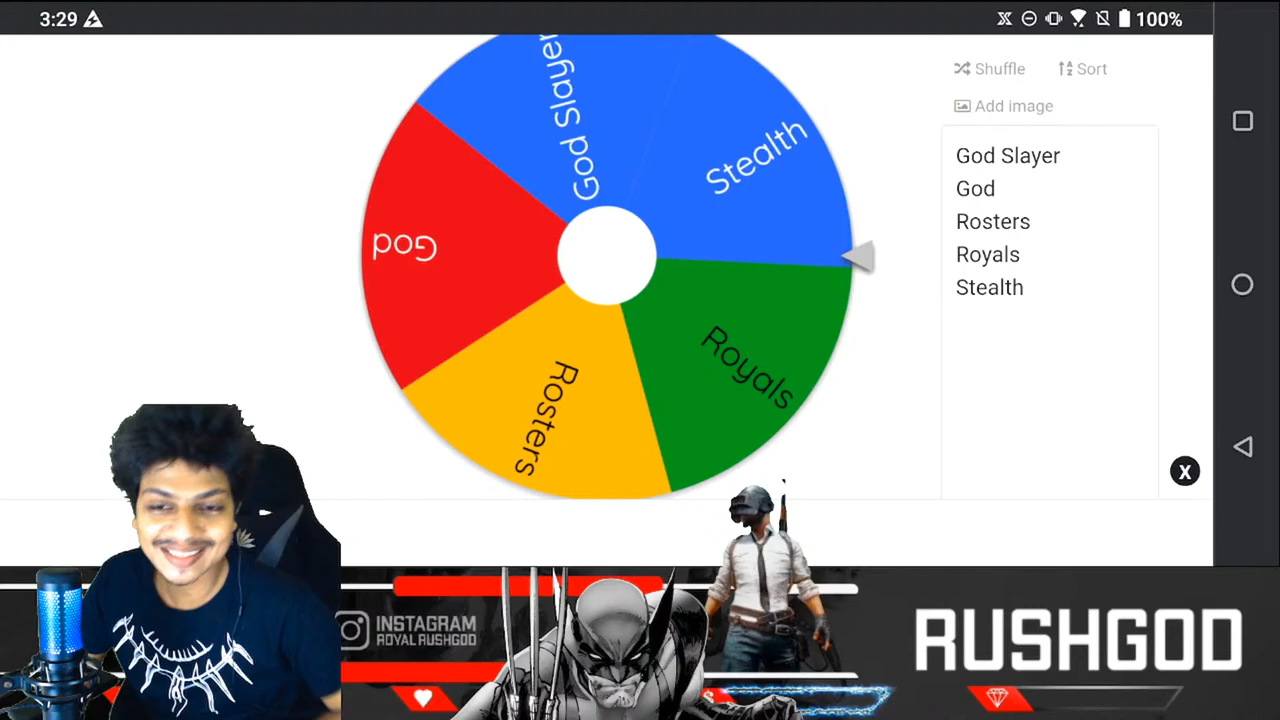 3:29
100%
Shuffle
Sort
Add image
God Slayer
God
Rosters
Royals
Stealth
God Slayer
Stealth
God
Royals
Rosters
X
INSTAGRAM
ROYAL RUSHGOD
RUSHGOD